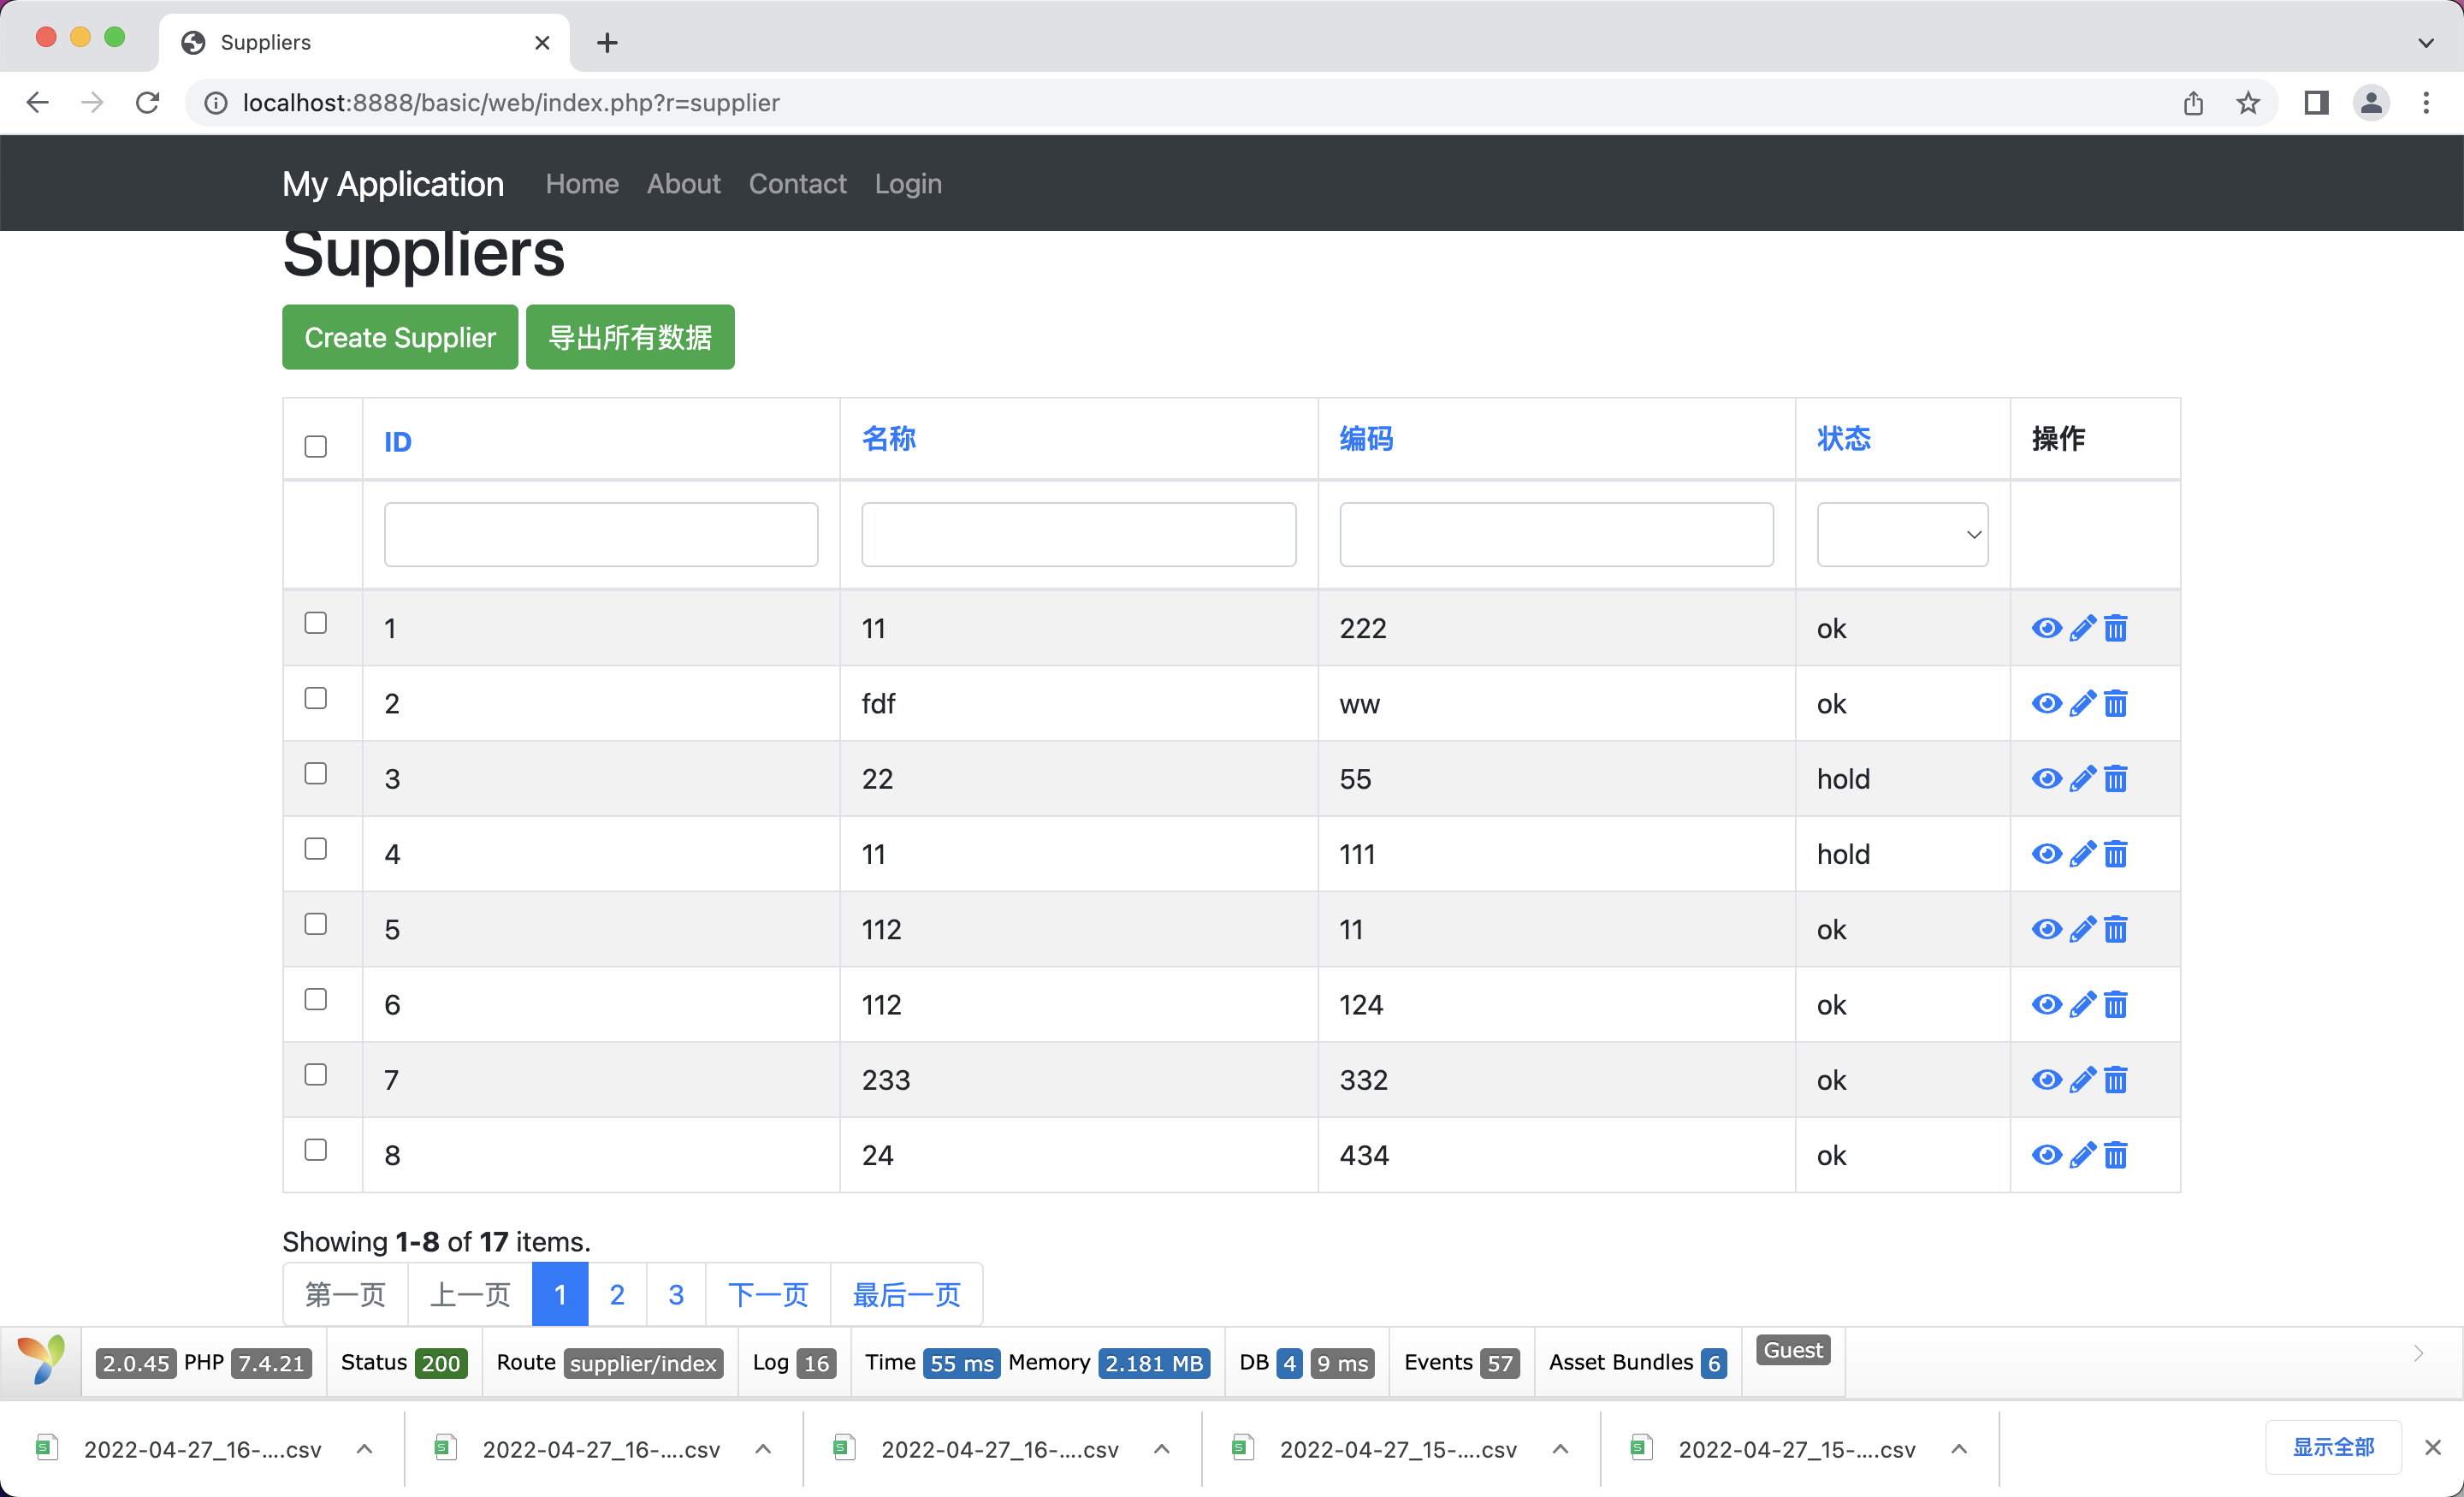 Suppliers
localhost:8888/basic/web/index.php?r=supplier
My Application Home About Contact Login
Suppliers
Create Supplier 导出所有数据
ID 名称 编码 状态 操作
1 11 222 ok
2 fdf ww ok
3 22 55 hold
4 11 111 hold
5 112 11 ok
6 112 124 ok
7 233 332 ok
8 24 434 ok
Showing 1-8 of 17 items.
第一页 上一页 1 2 3 下一页 最后一页
2.0.45 PHP 7.4.21 Status 200 Route supplier/index Log 16 Time 55 ms Memory 2.181 MB DB 4 9 ms Events 57 Asset Bundles 6 Guest
2022-04-27_16-....csv 2022-04-27_16-....csv 2022-04-27_16-....csv 2022-04-27_15-....csv 2022-04-27_15-....csv 显示全部